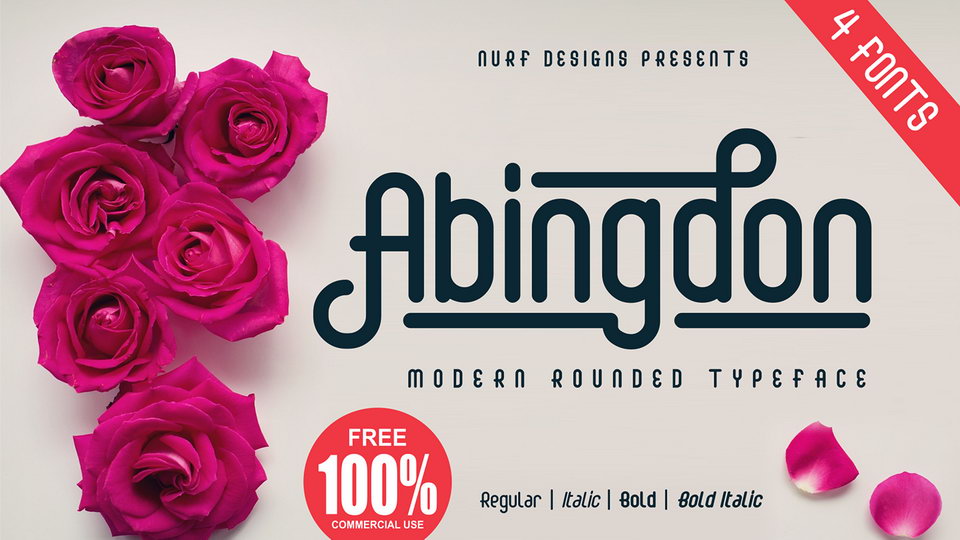 NURF DESIGNS PRESENTS
4 FONTS
Abingdon
MODERN ROUNDED TYPEFACE
FREE
100%
COMMERCIAL USE
Regular | Italic | Bold | Bold Italic